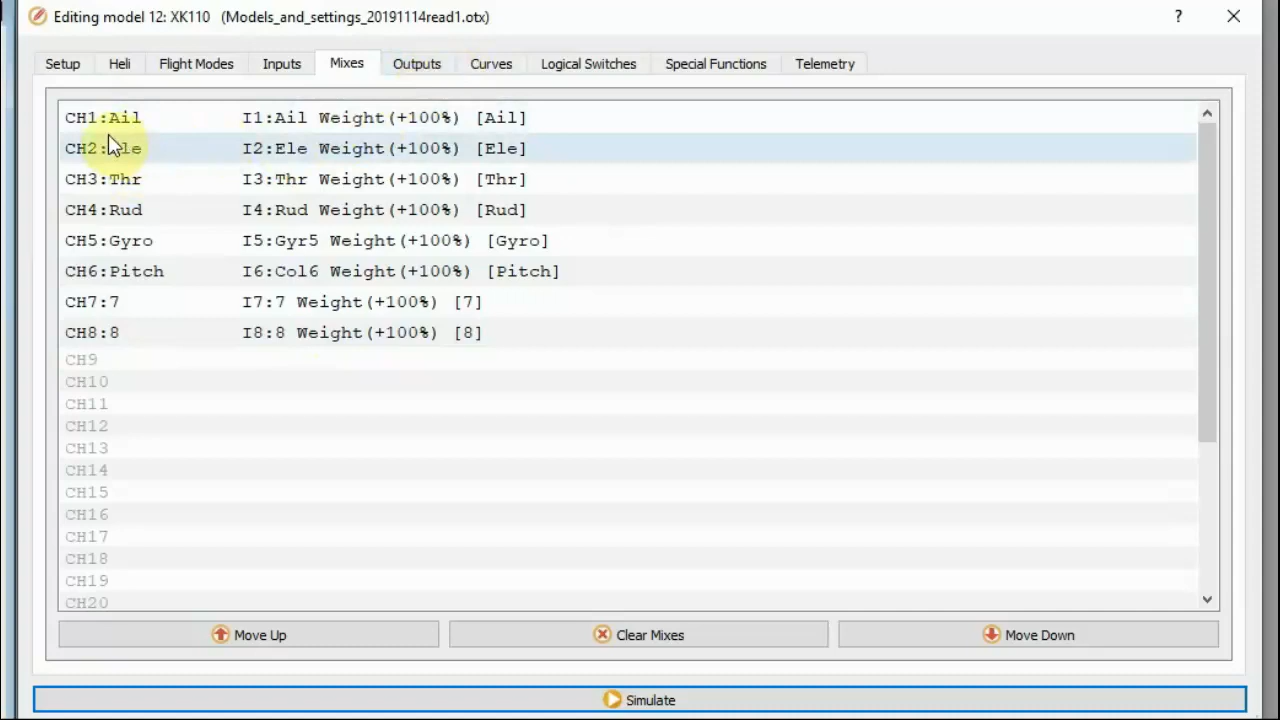 Editing model 12: XK110 (Models_and_settings_20191114read1.otx) ?
Setup Heli Flight Modes Inputs Mixes Outputs Curves Logical Switches Special Functions Telemetry
CH1:Ail I1:Ail Weight(+100%) [Ail]
CH2:Ele I2:Ele Weight(+100%) [Ele]
CH3:Thr I3:Thr Weight(+100%) [Thr]
CH4:Rud I4:Rud Weight(+100%) [Rud]
CH5:Gyro I5:Gyr5 Weight(+100%) [Gyro]
CH6:Pitch I6:Col6 Weight(+100%) [Pitch]
CH7:7 I7:7 Weight(+100%) [7]
CH8:8 I8:8 Weight(+100%) [8]
CH9
CH10
CH11
CH12
CH13
CH14
CH15
CH16
CH17
CH18
CH19
CH20
Move Up Clear Mixes Move Down
Simulate